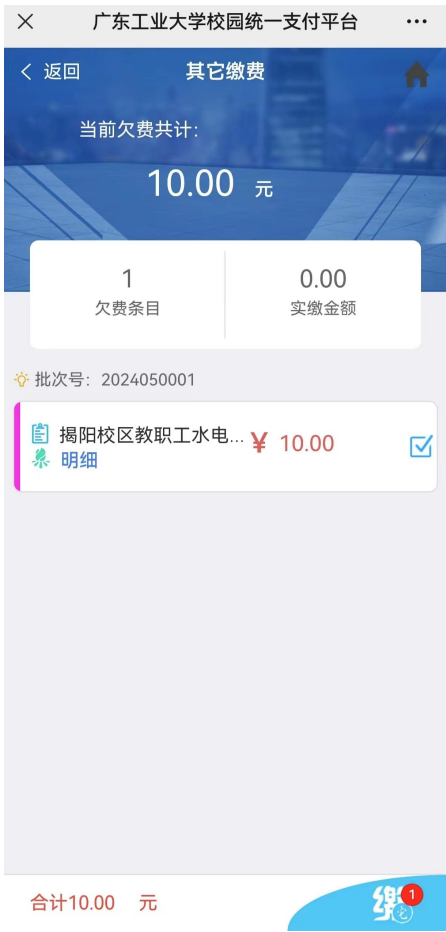 广东工业大学校园统一支付平台
返回
其它缴费
当前欠费共计：
10.00 元
1
欠费条目
0.00
实缴金额
批次号：2024050001
揭阳校区教职工水电... ¥ 10.00
明细
合计10.00 元
缴
1